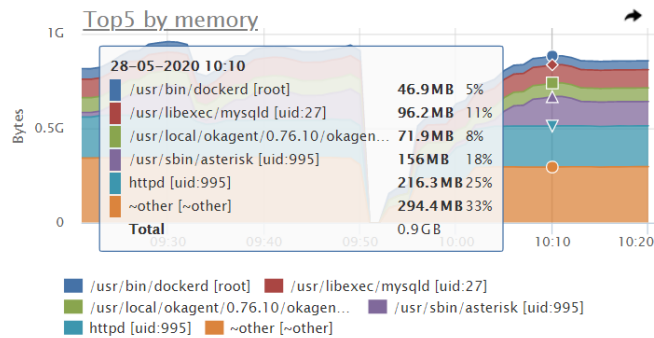 Top5 by memory
1G
28-05-2020 10:10
/usr/bin/dockerd [root] 46.9MB 5%
/usr/libexec/mysqld [uid:27] 96.2MB 11%
/usr/local/okagent/0.76.10/okagen... 71.9MB 8%
/usr/sbin/asterisk [uid:995] 156MB 18%
httpd [uid:995] 216.3MB 25%
~other [~other] 294.4MB 33%
Total 0.9GB
Bytes
0.5G
0
09:30 09:40 09:50 10:00 10:10 10:20
/usr/bin/dockerd [root] /usr/libexec/mysqld [uid:27]
/usr/local/okagent/0.76.10/okagen... /usr/sbin/asterisk [uid:995]
httpd [uid:995] ~other [~other]